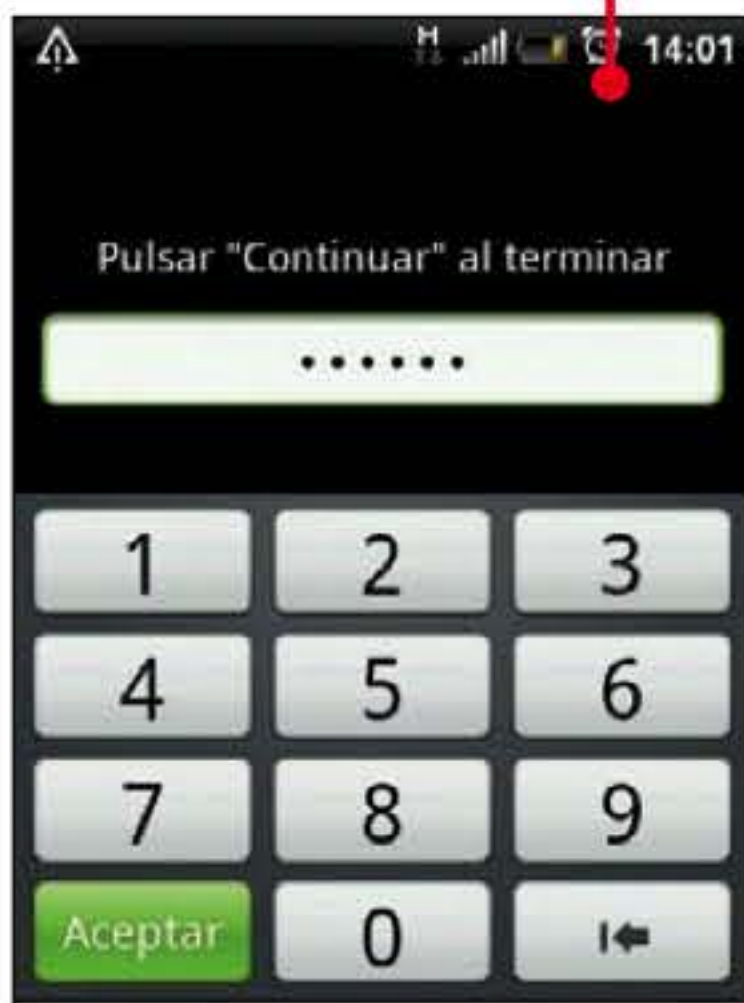 H 14:01
Pulsar "Continuar" al terminar
••••••
1 2 3
4 5 6
7 8 9
Aceptar 0